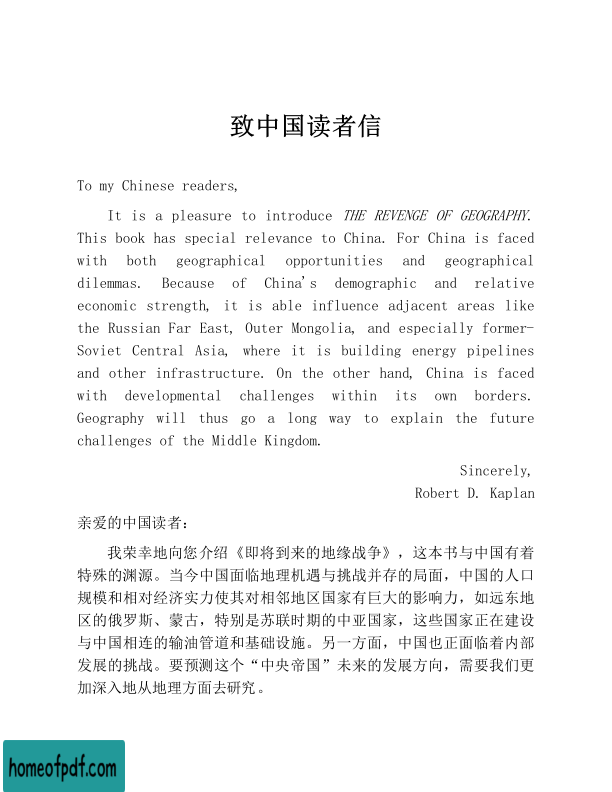 致中国读者信
To my Chinese readers,
It is a pleasure to introduce THE REVENGE OF GEOGRAPHY.
This book has special relevance to China. For China is faced
with both geographical opportunities and geographical
dilemmas. Because of China's demographic and relative
economic strength, it is able influence adjacent areas like
the Russian Far East, Outer Mongolia, and especially former-
Soviet Central Asia, where it is building energy pipelines
and other infrastructure. On the other hand, China is faced
with developmental challenges within its own borders.
Geography will thus go a long way to explain the future
challenges of the Middle Kingdom.
Sincerely,
Robert D. Kaplan
亲爱的中国读者：
我荣幸地向您介绍《即将到来的地缘战争》，这本书与中国有着
特殊的渊源。当今中国面临地理机遇与挑战并存的局面，中国的人口
规模和相对经济实力使其对相邻地区国家有巨大的影响力，如远东地
区的俄罗斯、蒙古，特别是苏联时期的中亚国家，这些国家正在建设
与中国相连的输油管道和基础设施。另一方面，中国也正面临着内部
发展的挑战。要预测这个“中央帝国”未来的发展方向，需要我们更
加深入地从地理方面去研究。
homeofpdf.com